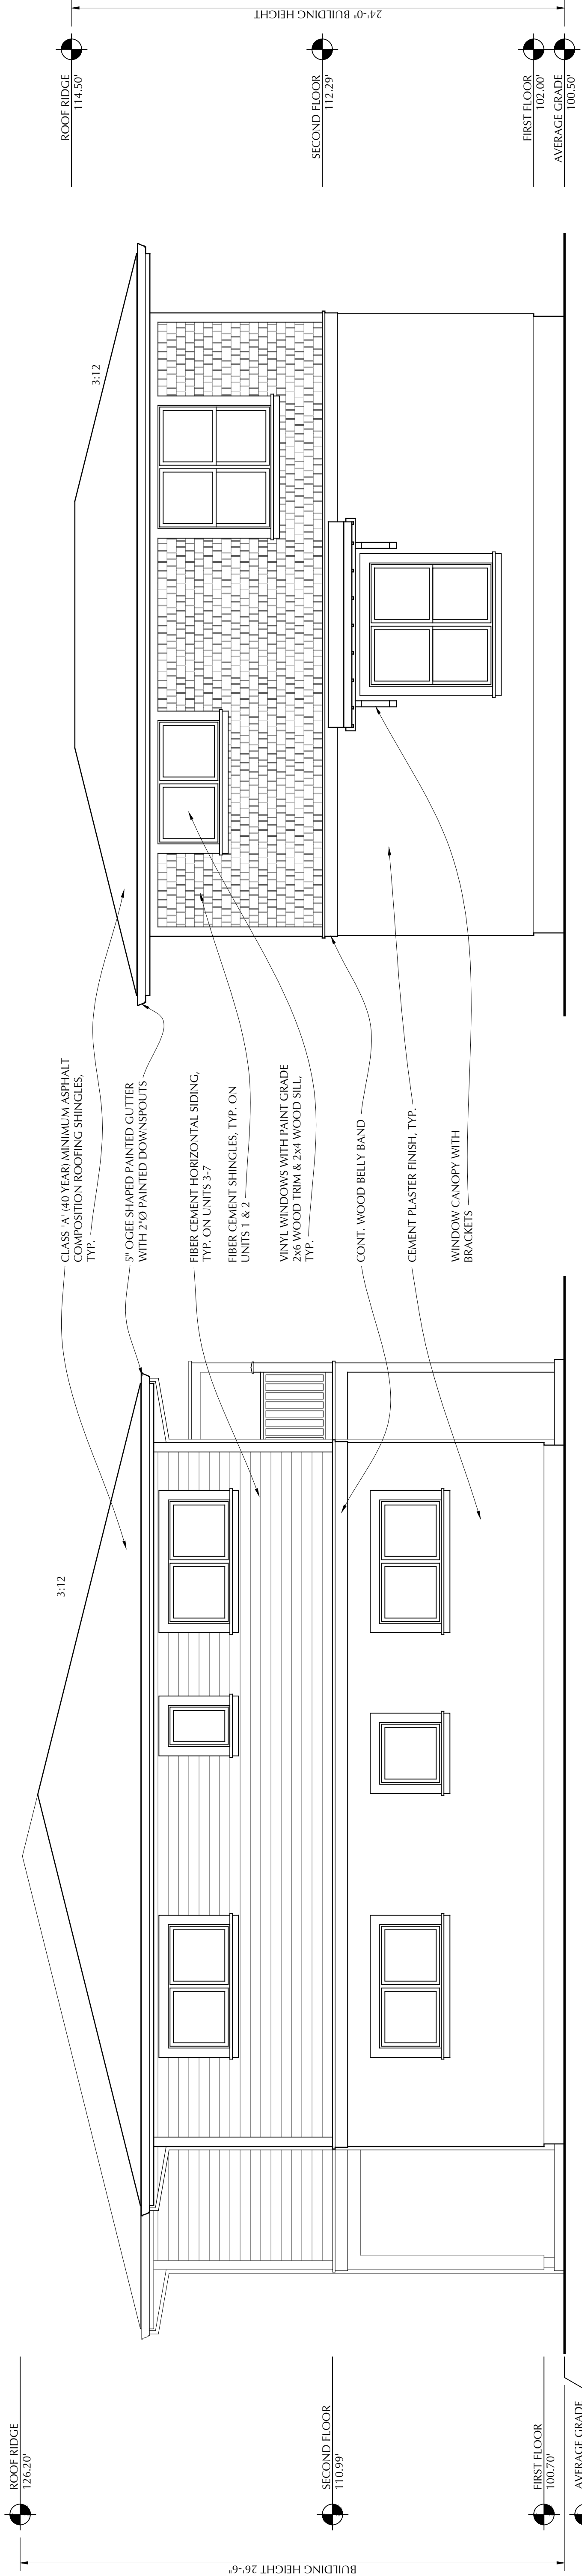 24'-0" BUILDING HEIGHT
ROOF RIDGE
114.50'
SECOND FLOOR
112.29'
FIRST FLOOR
102.00'
AVERAGE GRADE
100.50'
3:12
CLASS 'A' (40 YEAR) MINIMUM ASPHALT
COMPOSITION ROOFING SHINGLES,
TYP.
5" OGEE SHAPED PAINTED GUTTER
WITH 2"Ø PAINTED DOWNSPOUTS
FIBER CEMENT HORIZONTAL SIDING,
TYP. ON UNITS 3-7
FIBER CEMENT SHINGLES, TYP. ON
UNITS 1 & 2
VINYL WINDOWS WITH PAINT GRADE
2x6 WOOD TRIM & 2x4 WOOD SILL,
TYP.
CONT. WOOD BELLY BAND
CEMENT PLASTER FINISH, TYP.
WINDOW CANOPY WITH
BRACKETS
3:12
ROOF RIDGE
126.20'
SECOND FLOOR
110.99'
FIRST FLOOR
100.70'
AVERAGE GRADE
BUILDING HEIGHT 26'-6"